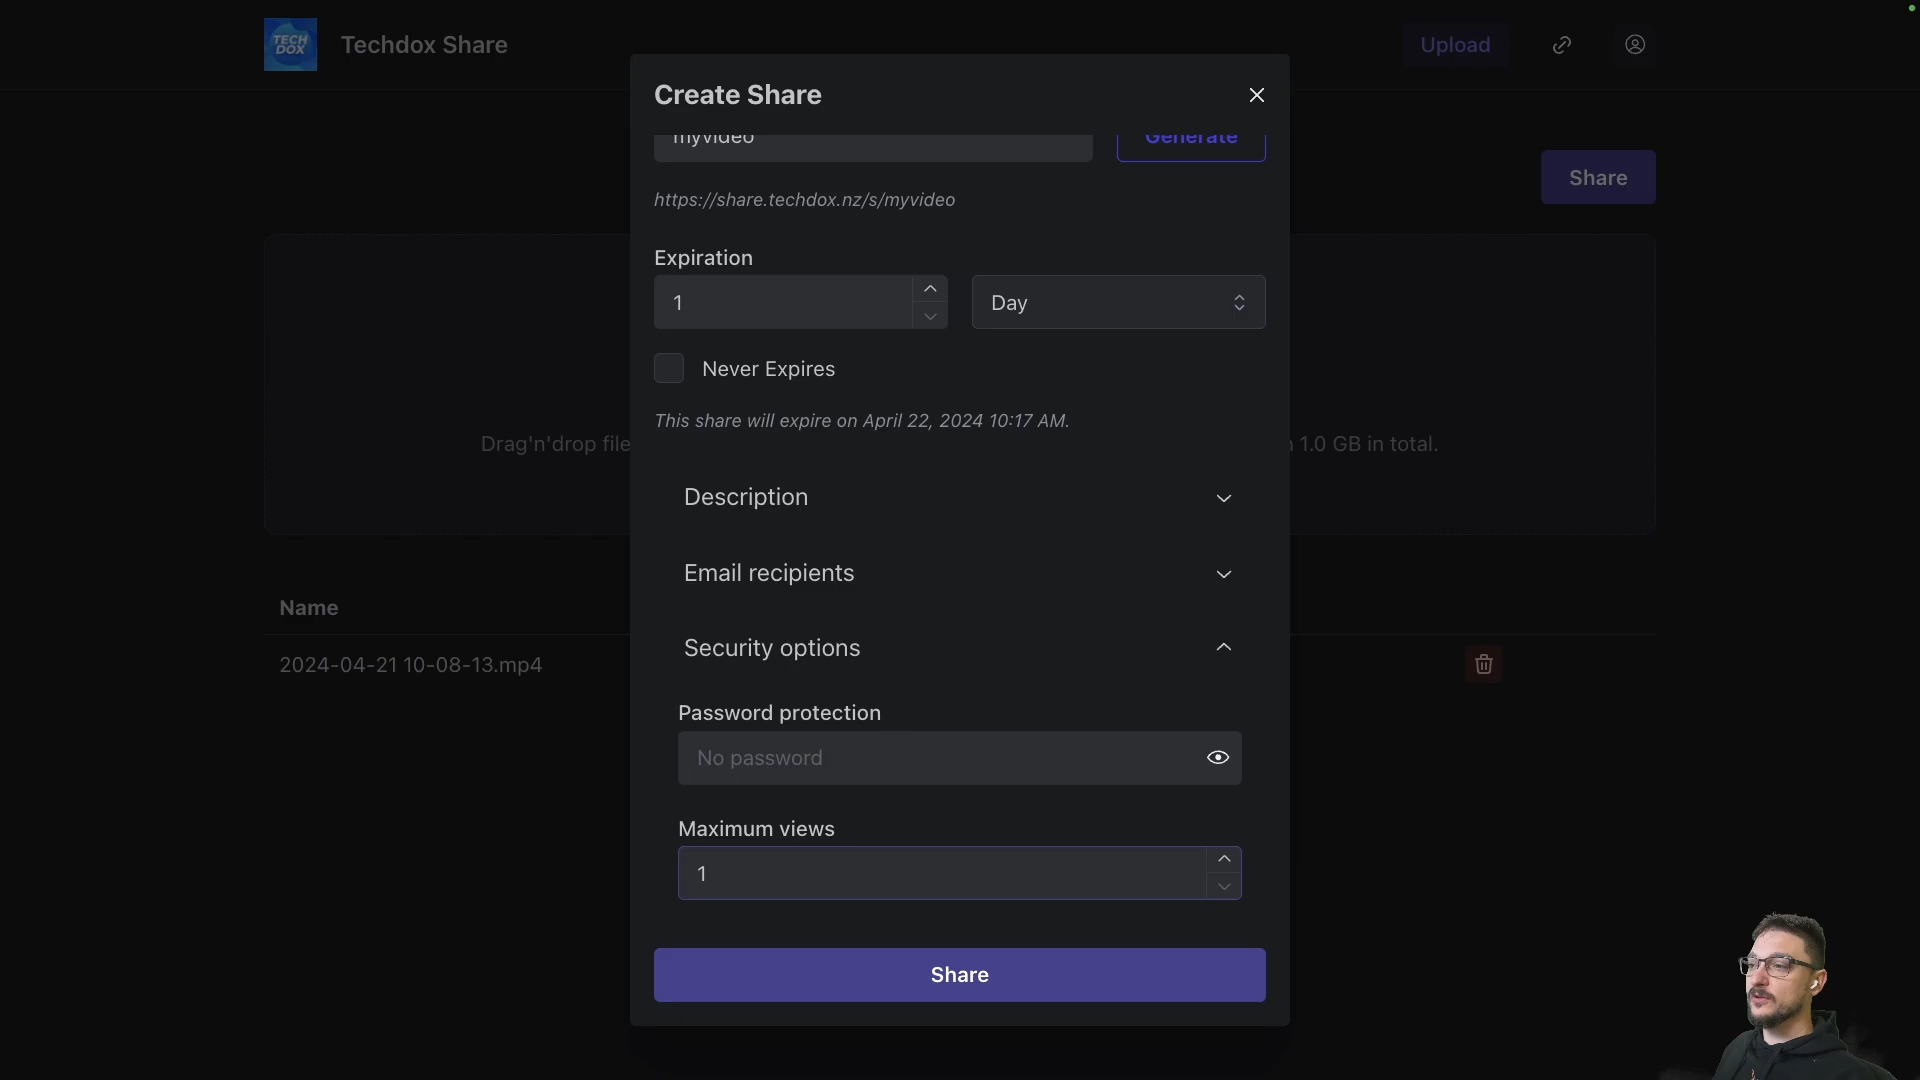 TECH
DOX
Techdox Share
Upload
Create Share
myvideo
Generate
https://share.techdox.nz/s/myvideo
Share
Expiration
1
Day
Never Expires
This share will expire on April 22, 2024 10:17 AM.
Drag'n'drop file
1.0 GB in total.
Description
Email recipients
Name
Security options
2024-04-21 10-08-13.mp4
Password protection
No password
Maximum views
1
Share